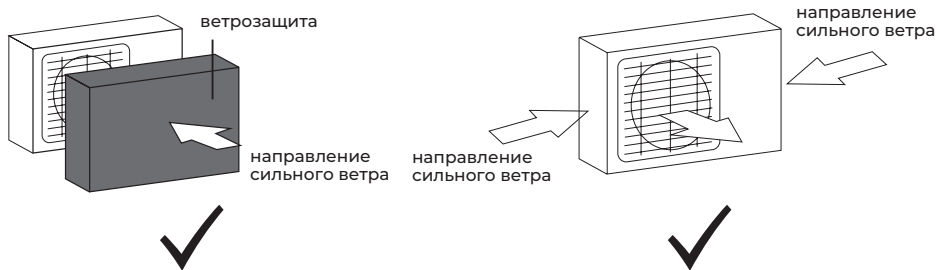 ветрозащита
направление
сильного ветра
направление
сильного ветра
направление
сильного ветра